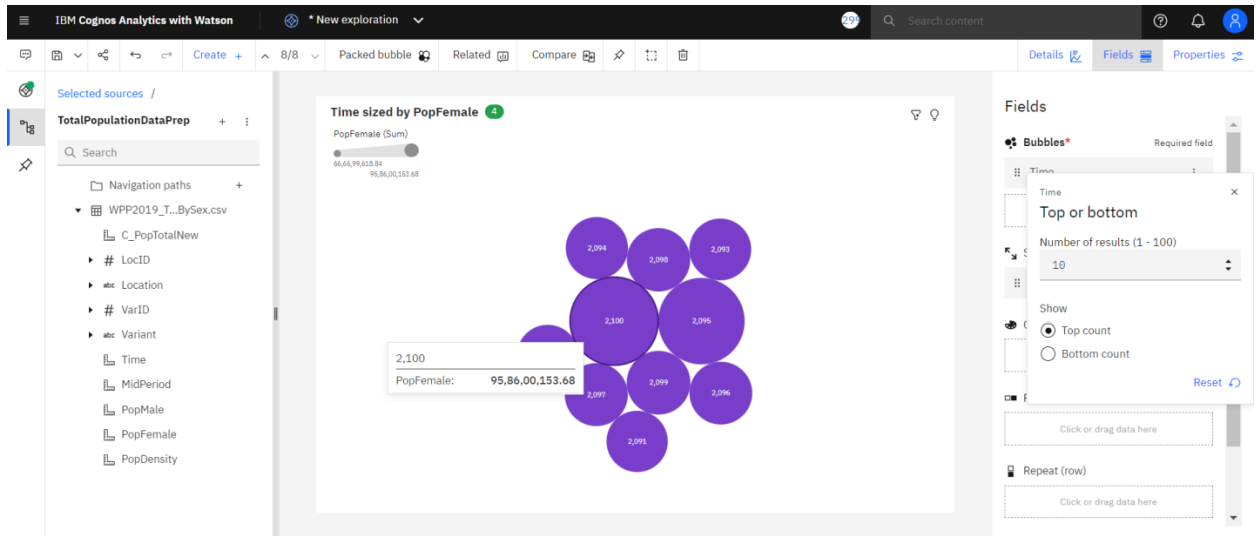 IBM Cognos Analytics with Watson
* New exploration
299
Search content
Create +
8/8
Packed bubble
Related
Compare
Details
Fields
Properties
Selected sources /
TotalPopulationDataPrep
Search
Navigation paths
WPP2019_T...BySex.csv
C_PopTotalNew
# LocID
abc Location
# VarID
abc Variant
Time
MidPeriod
PopMale
PopFemale
PopDensity
Time sized by PopFemale 4
PopFemale (Sum)
66,66,99,618.84
95,86,00,153.68
2,094
2,098
2,093
2,100
2,095
2,100
PopFemale: 95,86,00,153.68
2,097
2,099
2,096
2,091
Fields
Bubbles* Required field
Time
Time
Top or bottom
Number of results (1 - 100)
10
Show
Top count
Bottom count
Reset
Click or drag data here
Repeat (row)
Click or drag data here